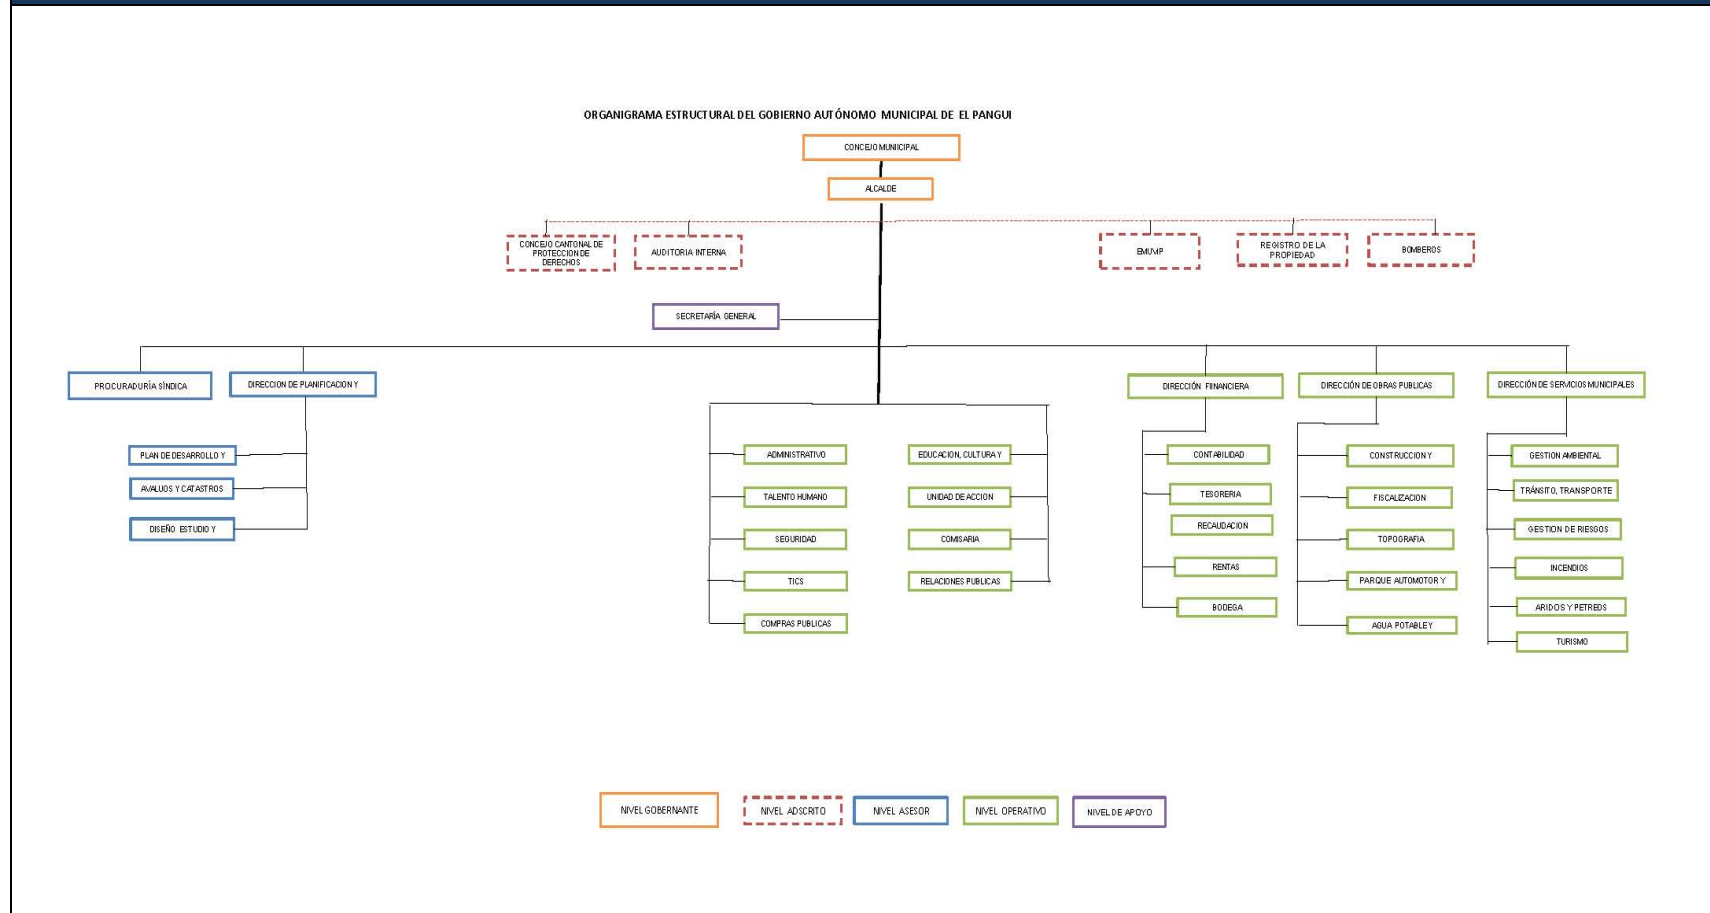 ORGANIGRAMA ESTRUCTURAL DEL GOBIERNO AUTÓNOMO MUNICIPAL DE EL PANGUI
CONCEJO MUNIICIPAL
ALCALDE
CONCEJO CANTONAL DE
PROTECCION DE
DERECHOS
AUDITORIA INTERNA
EMUVIP
REGISTRO DE LA
PROPIEDAD
BOMBEROS
SECRETARÍA GENERAL
PROCURADURÍA SÍNDICA
DIRECCION DE PLANIFICACION Y
DIRECCIÓN FIINANCIERA
DIRECCIÓN DE OBRAS PUBLICAS
DIRECCIÓN DE SERVICIOS MUNICIPALES
PLAN DE DESARROLLO Y
AVALUOS Y CATASTROS
DISEÑO ESTUDIO Y
ADMINISTRATIVO
TALENTO HUMANO
SEGURIDAD
TICS
COMPRAS PUBLICAS
EDUCACION, CULTURA Y
UNIDAD DE ACCION
COMISARIA
RELACIONES PUBLICAS
CONTABILIDAD
TESORERIA
RECAUDACION
RENTAS
BODEGA
CONSTRUCCION Y
FISCALIZACION
TOPOGRAFIA
PARQUE AUTOMOTOR Y
AGUA POTABLE Y
GESTION AMBIENTAL
TRÁNSITO, TRANSPORTE
GESTION DE RIESGOS
INCENDIOS
ARIDOS Y PETREOS
TURISMO
NIVEL GOBERNANTE
NIVEL ADSCRITO
NIVEL ASESOR
NIVEL OPERATIVO
NIVEL DE APOYO